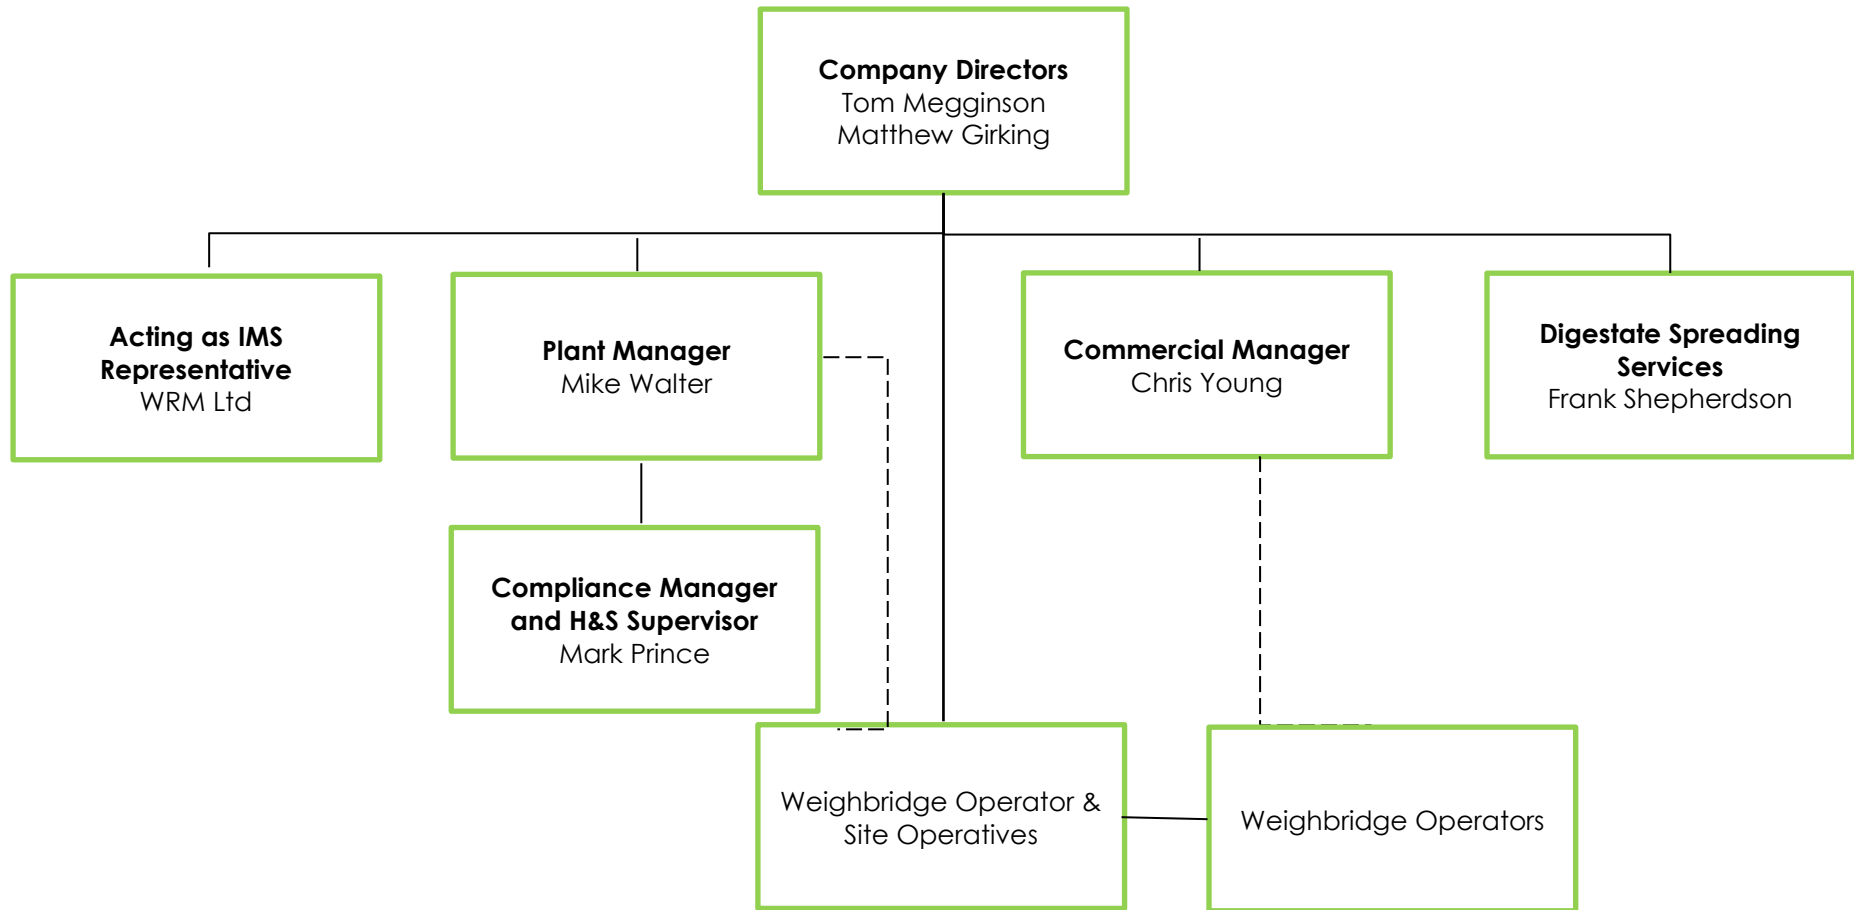 Company Directors
Tom Megginson
Matthew Girking
Acting as IMS
Representative
WRM Ltd
Plant Manager
Mike Walter
Commercial Manager
Chris Young
Digestate Spreading
Services
Frank Shepherdson
Compliance Manager
and H&S Supervisor
Mark Prince
Weighbridge Operator &
Site Operatives
Weighbridge Operators